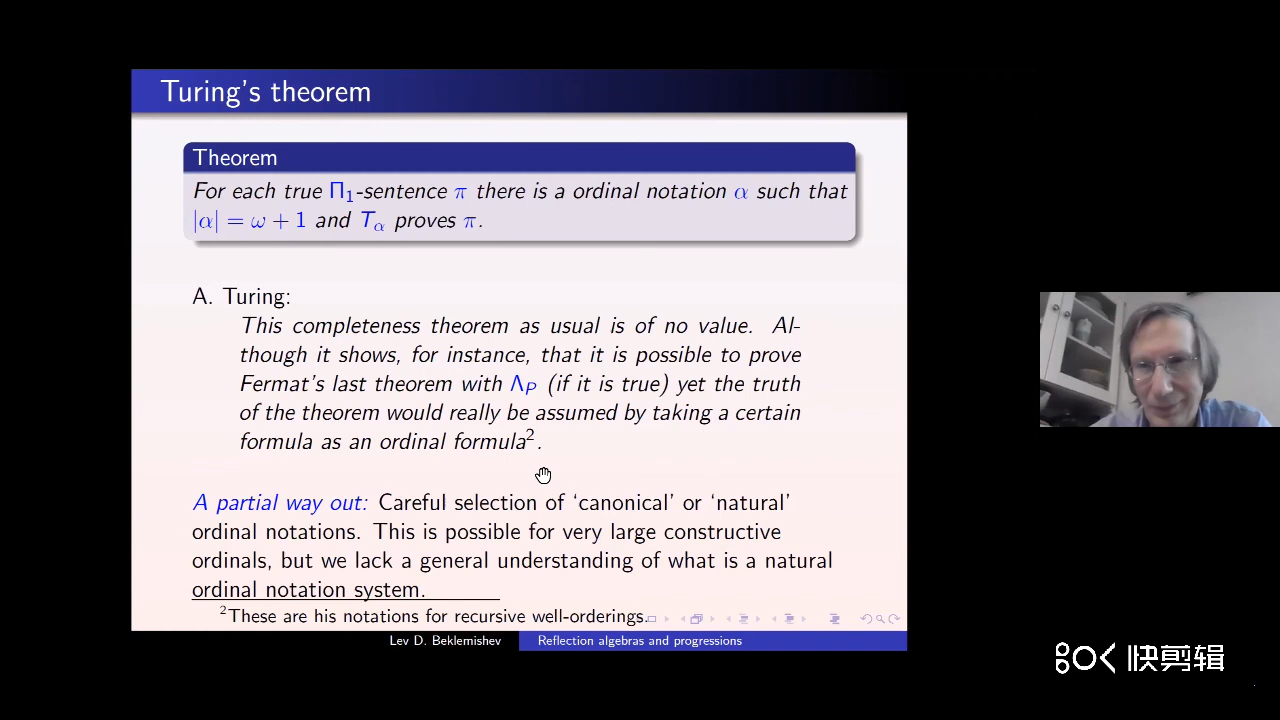 Turing's theorem
Theorem
For each true Π₁-sentence π there is a ordinal notation α such that
|α| = ω + 1 and Tα proves π.
A. Turing:
This completeness theorem as usual is of no value. Al-
though it shows, for instance, that it is possible to prove
Fermat's last theorem with ΛP (if it is true) yet the truth
of the theorem would really be assumed by taking a certain
formula as an ordinal formula².
A partial way out: Careful selection of ‘canonical’ or ‘natural’
ordinal notations. This is possible for very large constructive
ordinals, but we lack a general understanding of what is a natural
ordinal notation system.
²These are his notations for recursive well-orderings.
Lev D. Beklemishev Reflection algebras and progressions
快剪辑